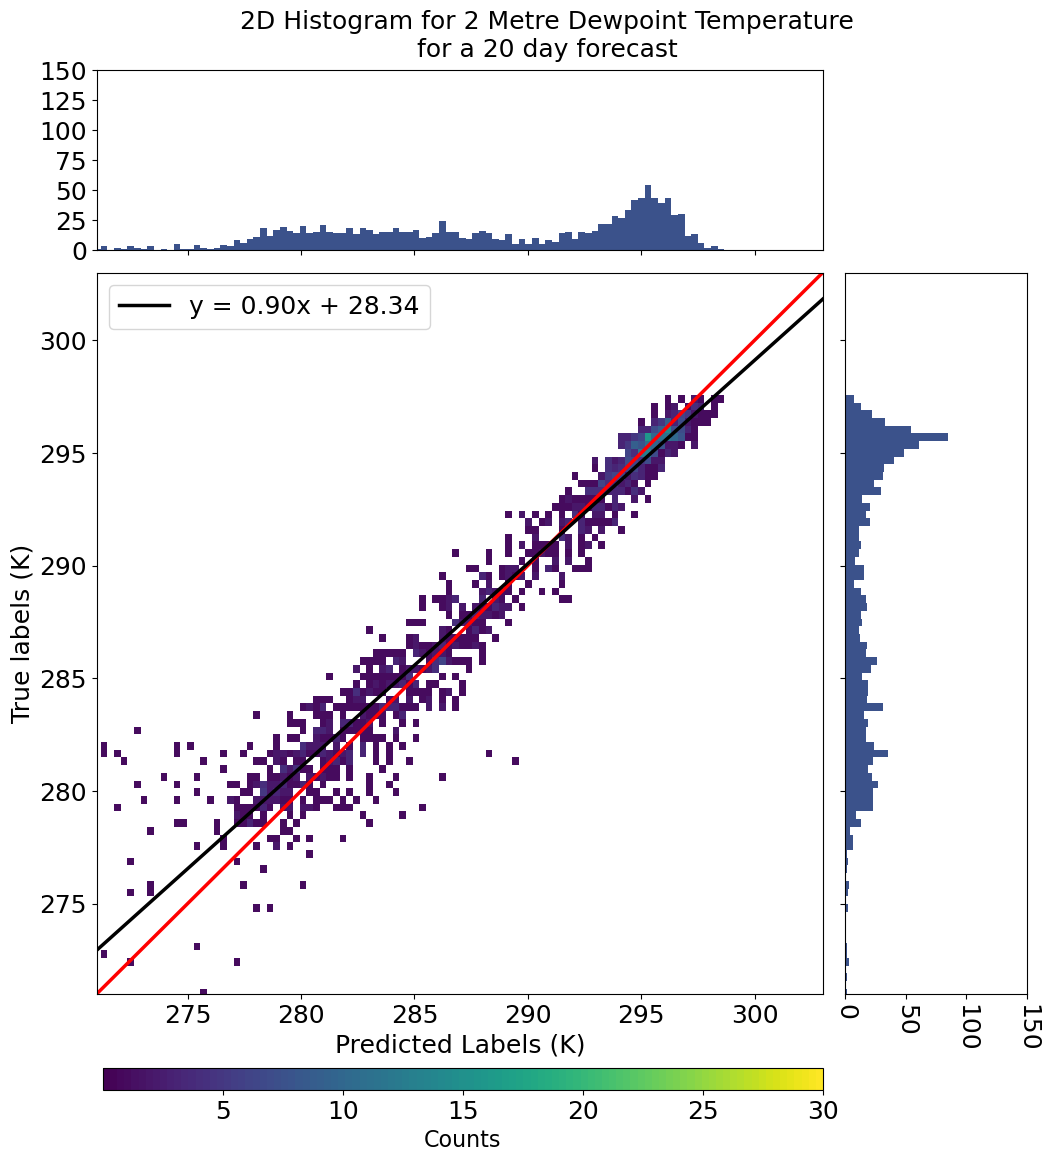 2D Histogram for 2 Metre Dewpoint Temperature
for a 20 day forecast
150
125
100
75
50
25
0
y = 0.90x + 28.34
300
295
290
285
280
275
True labels (K)
275 280 285 290 295 300
Predicted Labels (K)
0 50 100 150
5 10 15 20 25 30
Counts